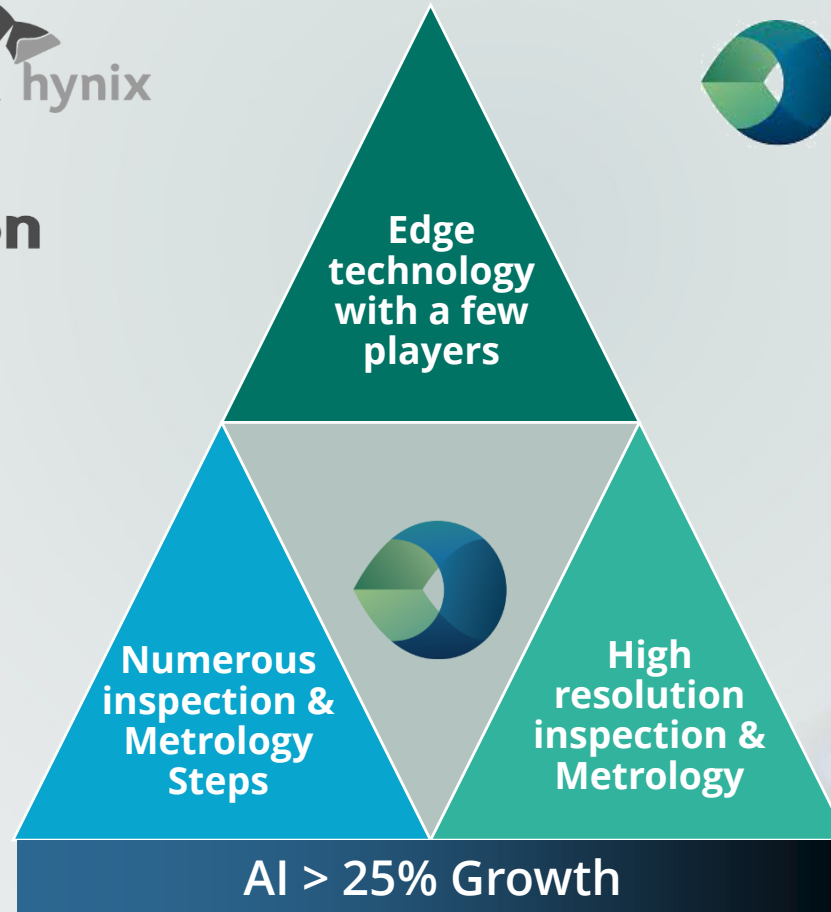 hynix
Edge
technology
with a few
players
Numerous
inspection &
Metrology
Steps
High
resolution
inspection &
Metrology
AI > 25% Growth